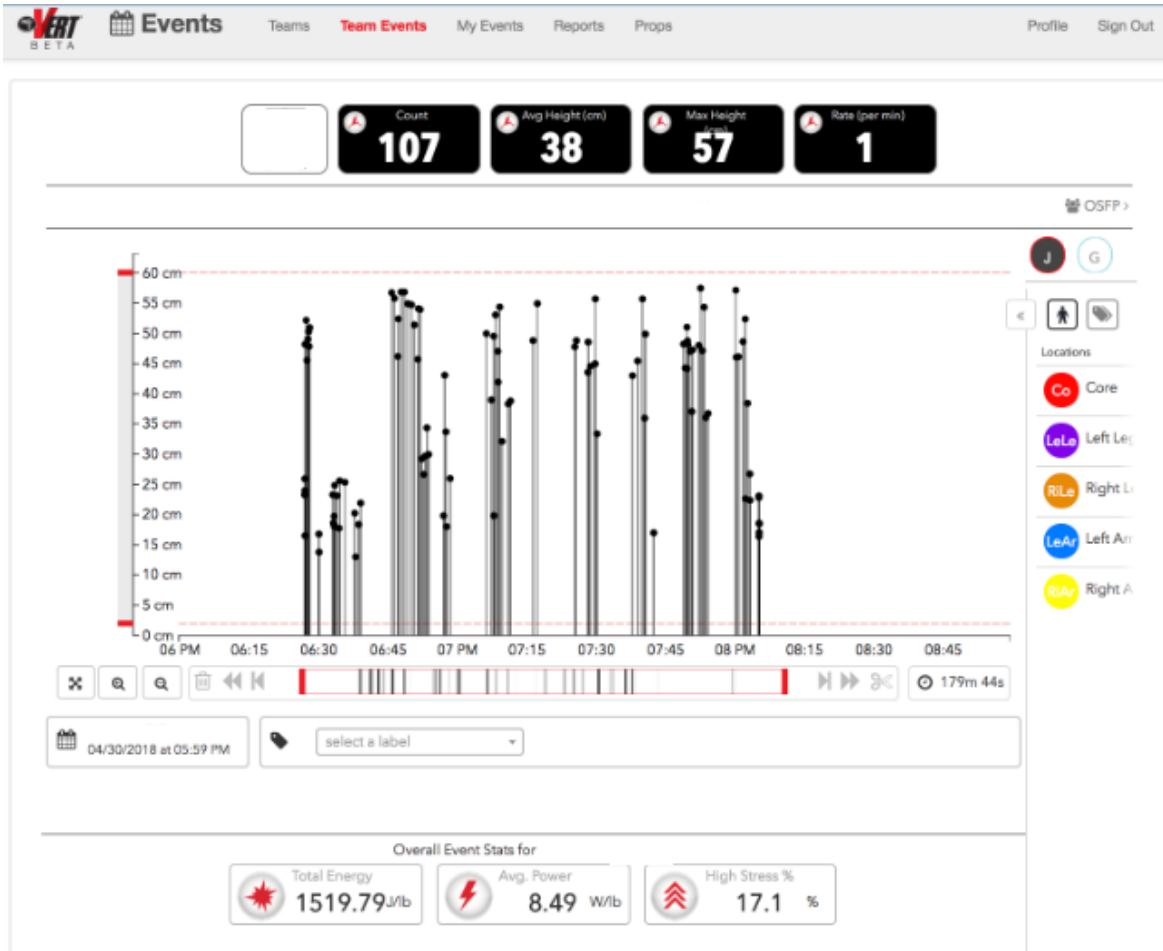 VERT
BETA
Events
Teams
Team Events
My Events
Reports
Props
Profile
Sign Out
Count
107
Avg Height (cm)
38
Max Height
(cm)
57
Rate (per min)
1
OSFP >
J
G
60 cm
55 cm
50 cm
45 cm
40 cm
35 cm
30 cm
25 cm
20 cm
15 cm
10 cm
5 cm
0 cm
06 PM
06:15
06:30
06:45
07 PM
07:15
07:30
07:45
08 PM
08:15
08:30
08:45
«
Locations
Co Core
LeLe Left Leg
RiLe Right L
LeAr Left Arr
RiAr Right A
179m 44s
04/30/2018 at 05:59 PM
select a label
Overall Event Stats for
Total Energy
1519.79 J/lb
Avg. Power
8.49 W/lb
High Stress %
17.1 %